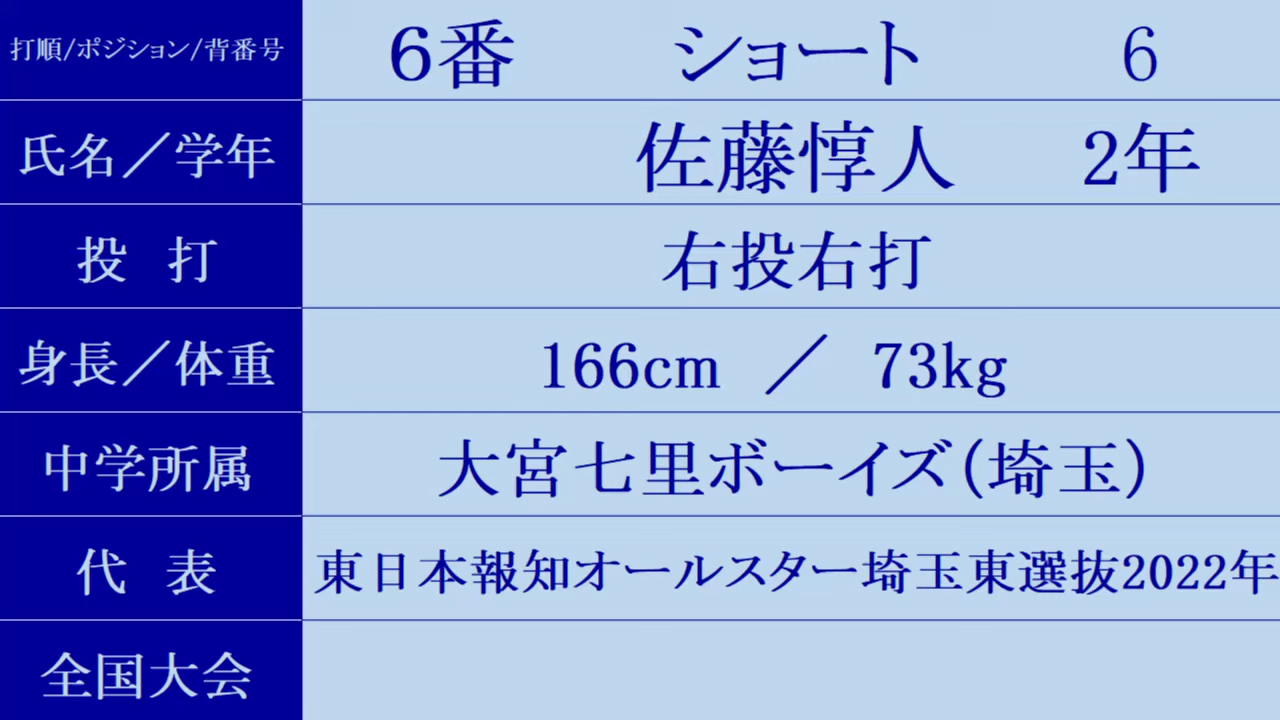 打順/ポジション/背番号 6番 ショート 6
氏名／学年 佐藤惇人 2年
投 打 右投右打
身長／体重 166cm ／ 73kg
中学所属 大宮七里ボーイズ(埼玉)
代 表 東日本報知オールスター埼玉東選抜2022年
全国大会